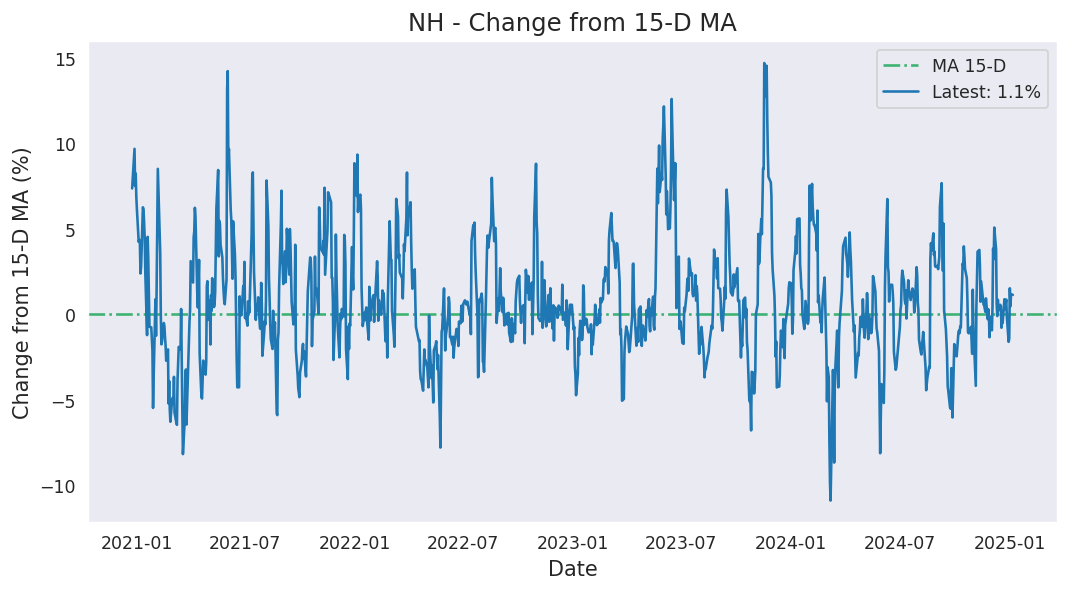 NH - Change from 15-D MA
MA 15-D
Latest: 1.1%
Change from 15-D MA (%)
15
10
5
0
−5
−10
2021-01 2021-07 2022-01 2022-07 2023-01 2023-07 2024-01 2024-07 2025-01
Date